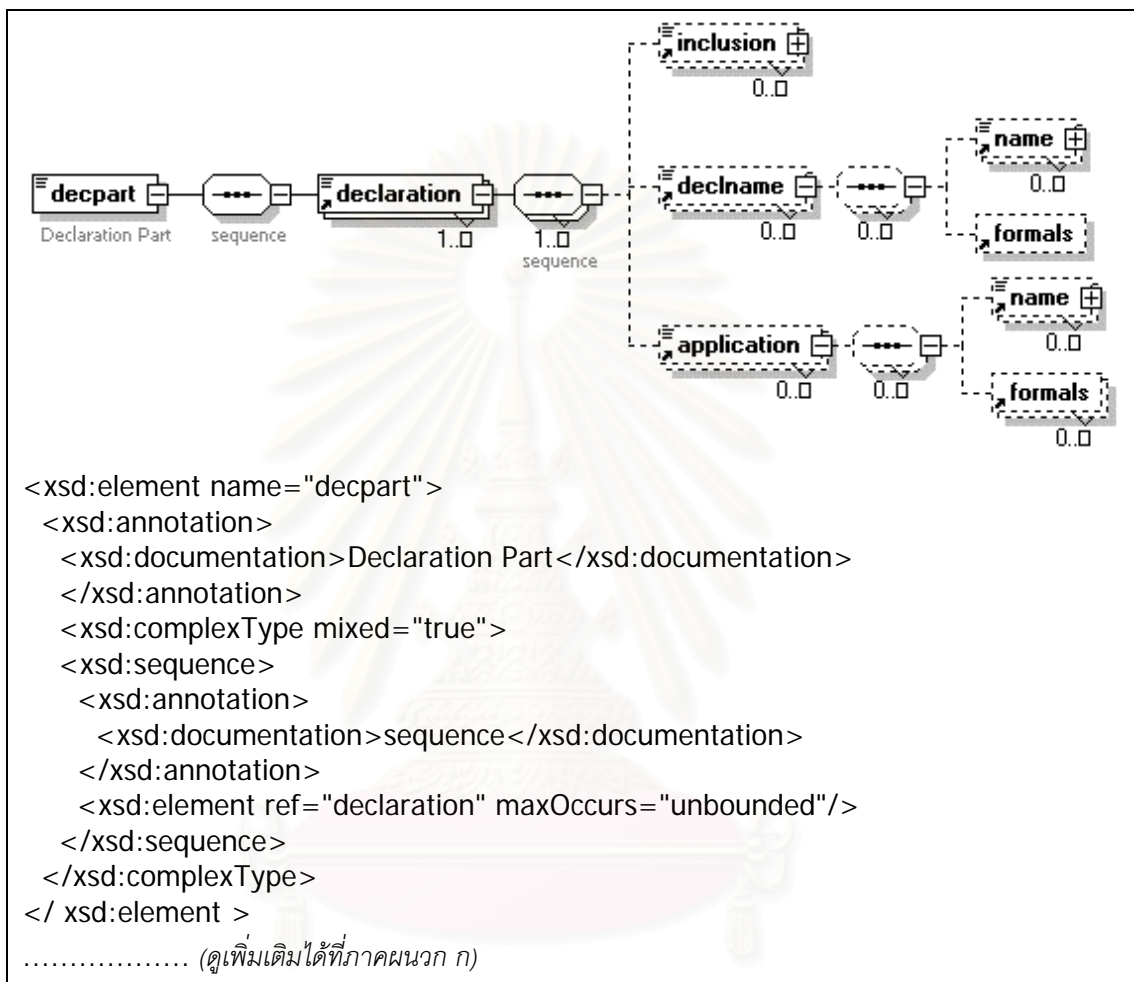 inclusion
0..□
name
0..□
decpart
Declaration Part
sequence
declaration
1..□
1..□
sequence
declname
0..□
0..□
formals
name
0..□
application
0..□
0..□
formals
0..□
<xsd:element name="decpart">
<xsd:annotation>
<xsd:documentation>Declaration Part</xsd:documentation>
</xsd:annotation>
<xsd:complexType mixed="true">
<xsd:sequence>
<xsd:annotation>
<xsd:documentation>sequence</xsd:documentation>
</xsd:annotation>
<xsd:element ref="declaration" maxOccurs="unbounded"/>
</xsd:sequence>
</xsd:complexType>
</ xsd:element >
.................. (ดูเพิ่มเติมได้ที่ภาคผนวก ก)